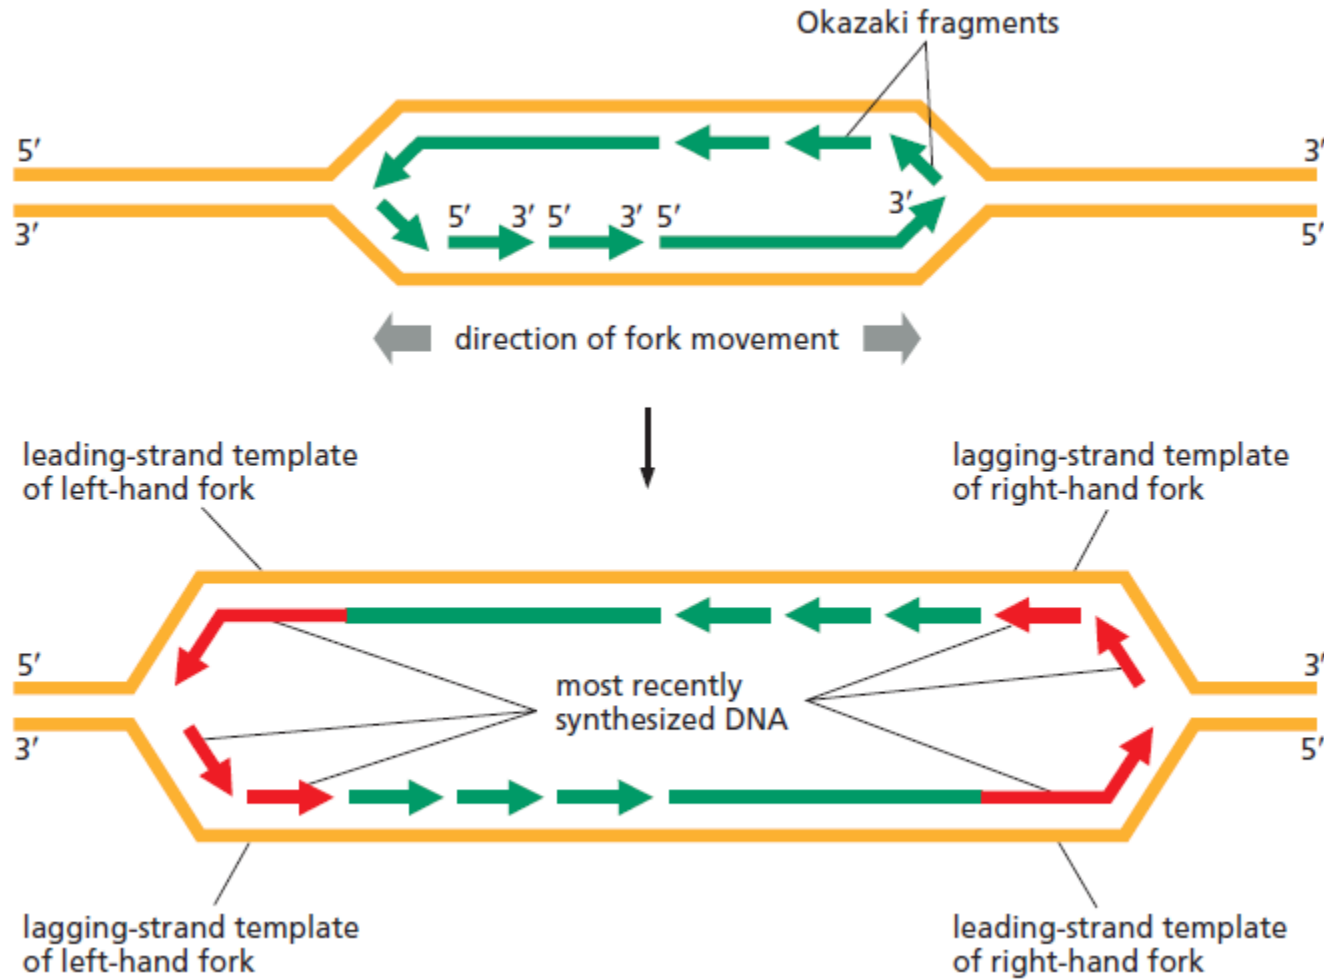 Okazaki fragments
5′ 3′
5′ 3′ 5′ 3′ 5′ 3′
3′ 5′
direction of fork movement
leading-strand template
of left-hand fork
lagging-strand template
of right-hand fork
5′ 3′
most recently
synthesized DNA
3′ 5′
lagging-strand template
of left-hand fork
leading-strand template
of right-hand fork